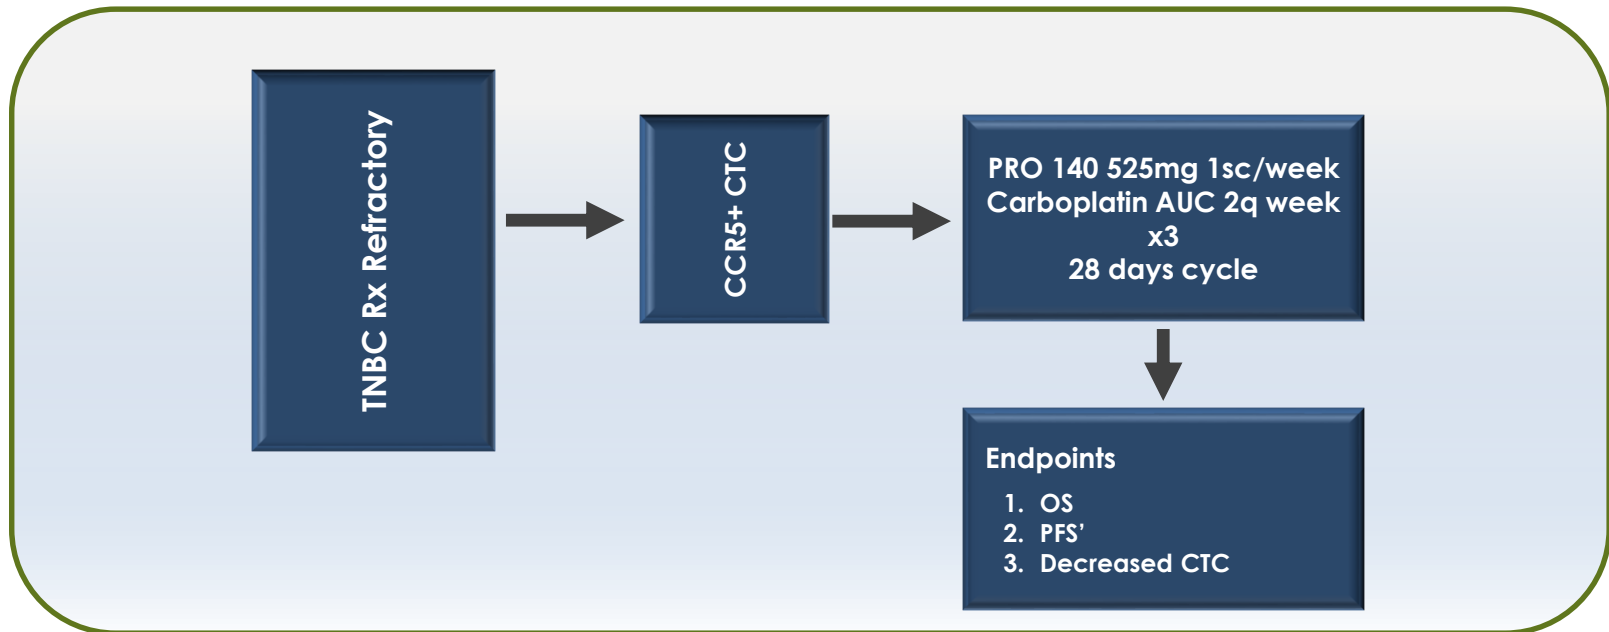 TNBC Rx Refractory
CCR5+ CTC
PRO 140 525mg 1sc/week
Carboplatin AUC 2q week
x3
28 days cycle
Endpoints
1. OS
2. PFS’
3. Decreased CTC